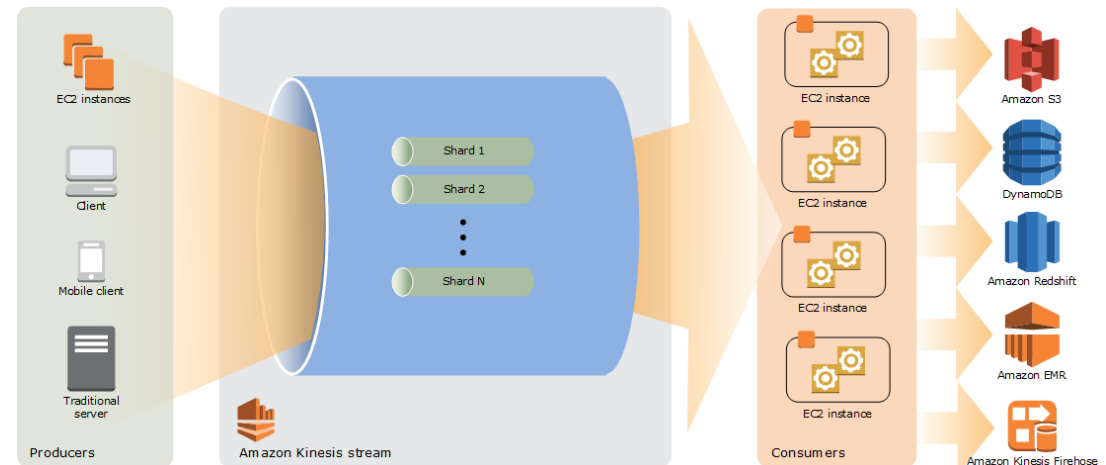 EC2 instances
Client
Mobile client
Traditional
server
Producers
Shard 1
Shard 2
Shard N
Amazon Kinesis stream
EC2 instance
EC2 instance
EC2 instance
EC2 instance
Consumers
Amazon S3
DynamoDB
Amazon Redshift
Amazon EMR
Amazon Kinesis Firehose